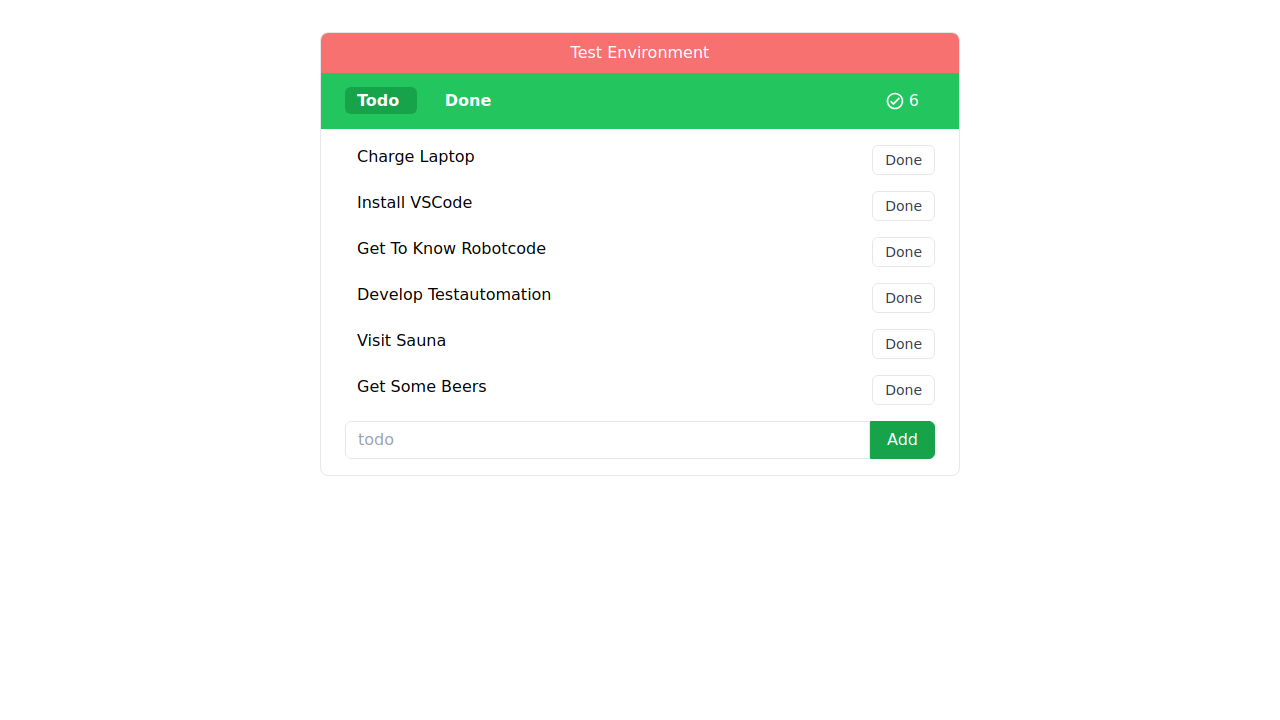 Test Environment
Todo Done 6
Charge Laptop Done
Install VSCode Done
Get To Know Robotcode Done
Develop Testautomation Done
Visit Sauna Done
Get Some Beers Done
todo Add